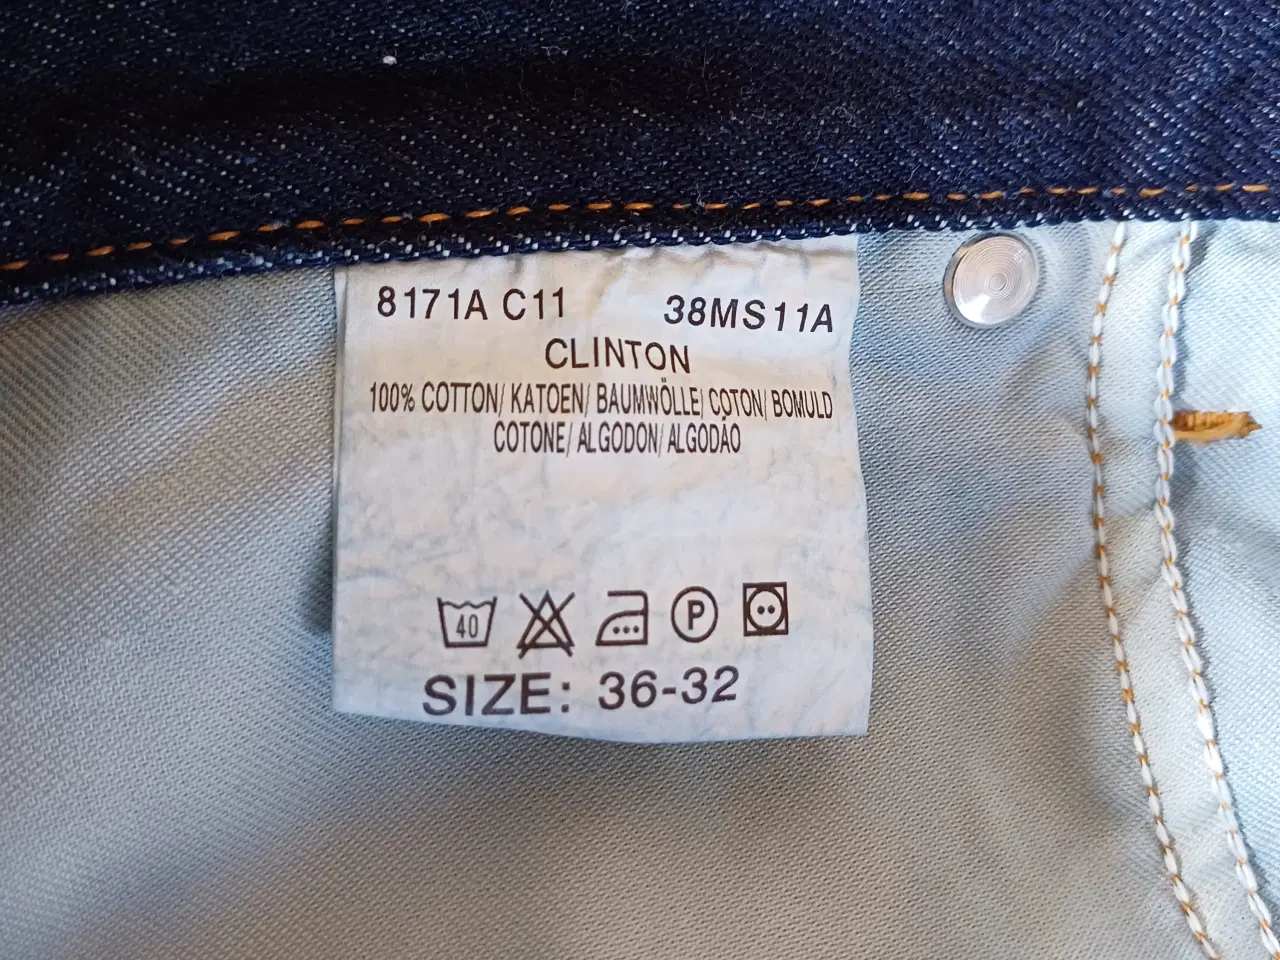 8171A C11 38MS11A
CLINTON
100% COTTON/ KATOEN/ BAUMWÖLLE/ COTON/ BOMULD
COTONE/ ALGODON/ ALGODÃO
40 P
SIZE: 36-32